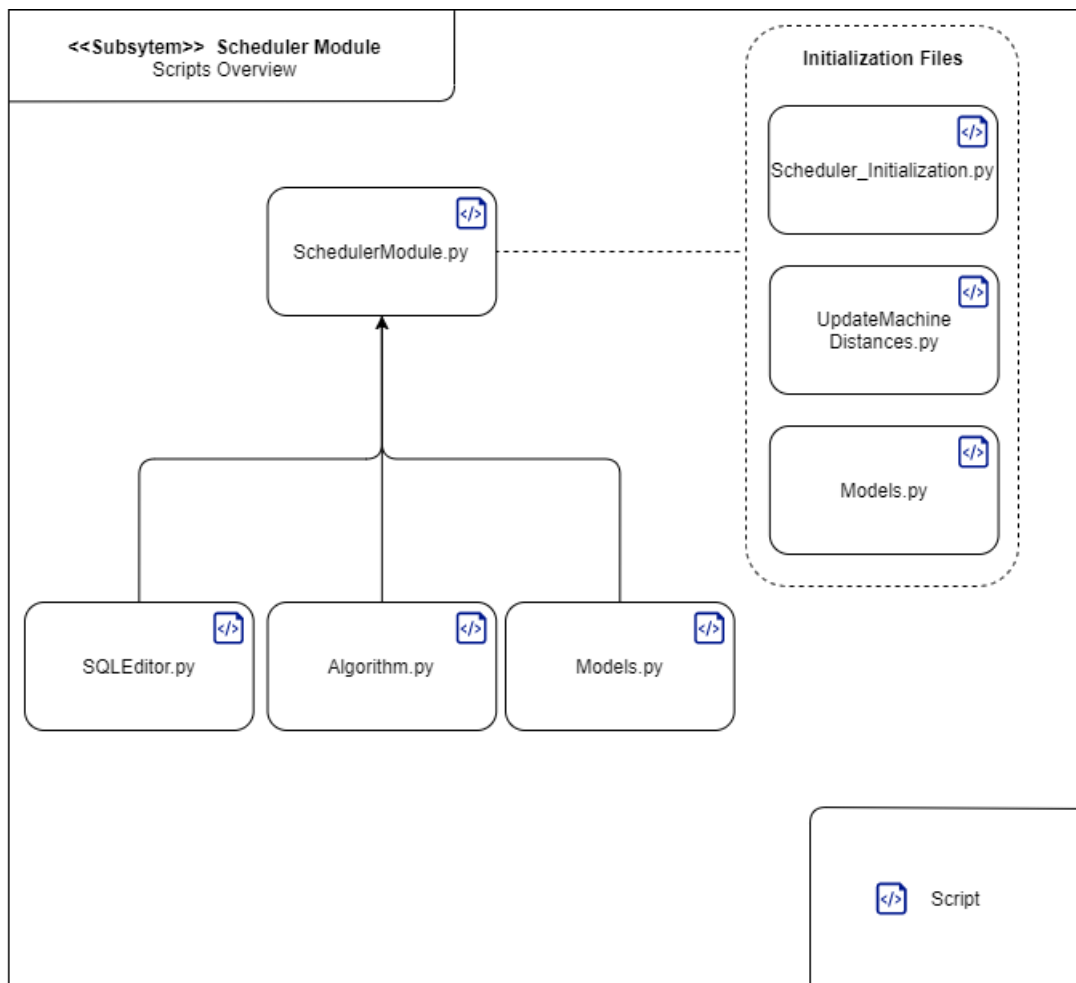 <<Subsytem>> Scheduler Module
Scripts Overview
Initialization Files
</>
Scheduler_Initialization.py
</>
SchedulerModule.py
</>
UpdateMachine
Distances.py
</>
Models.py
</>
SQLEditor.py
</>
Algorithm.py
</>
Models.py
</>
Script